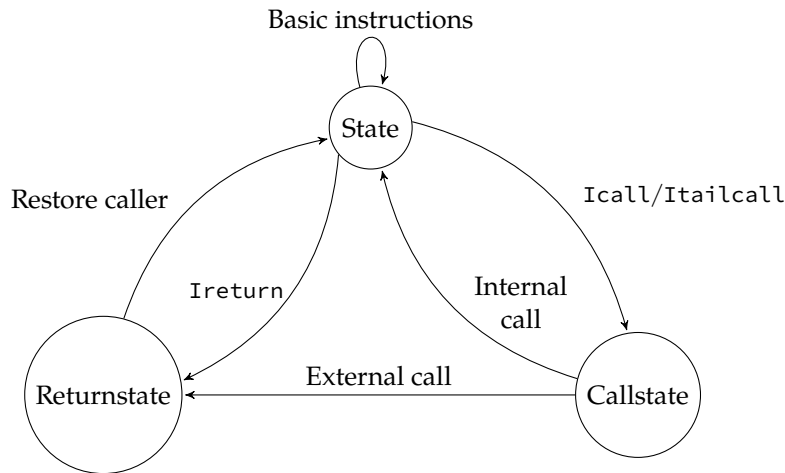 Basic instructions
State
Restore caller
Icall/Itailcall
Ireturn
Internal
call
Returnstate
External call
Callstate